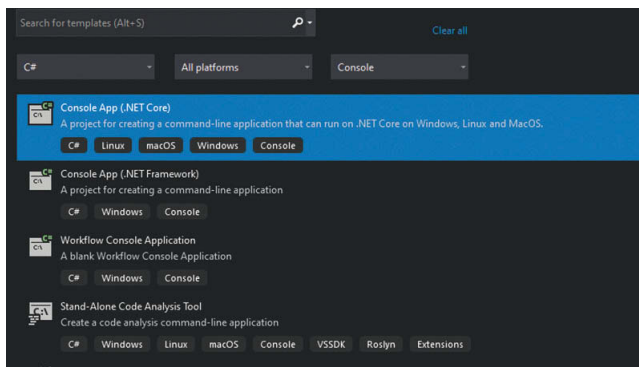 Search for templates (Alt+S)
Clear all
C#
All platforms
Console
C#
C:\
Console App (.NET Core)
A project for creating a command-line application that can run on .NET Core on Windows, Linux and MacOS.
C# Linux macOS Windows Console
C#
C:\
Console App (.NET Framework)
A project for creating a command-line application
C# Windows Console
C#
C:\
Workflow Console Application
A blank Workflow Console Application
C# Windows Console
C:\
Stand-Alone Code Analysis Tool
Create a code analysis command-line application
C# Windows Linux macOS Console VSSDK Roslyn Extensions